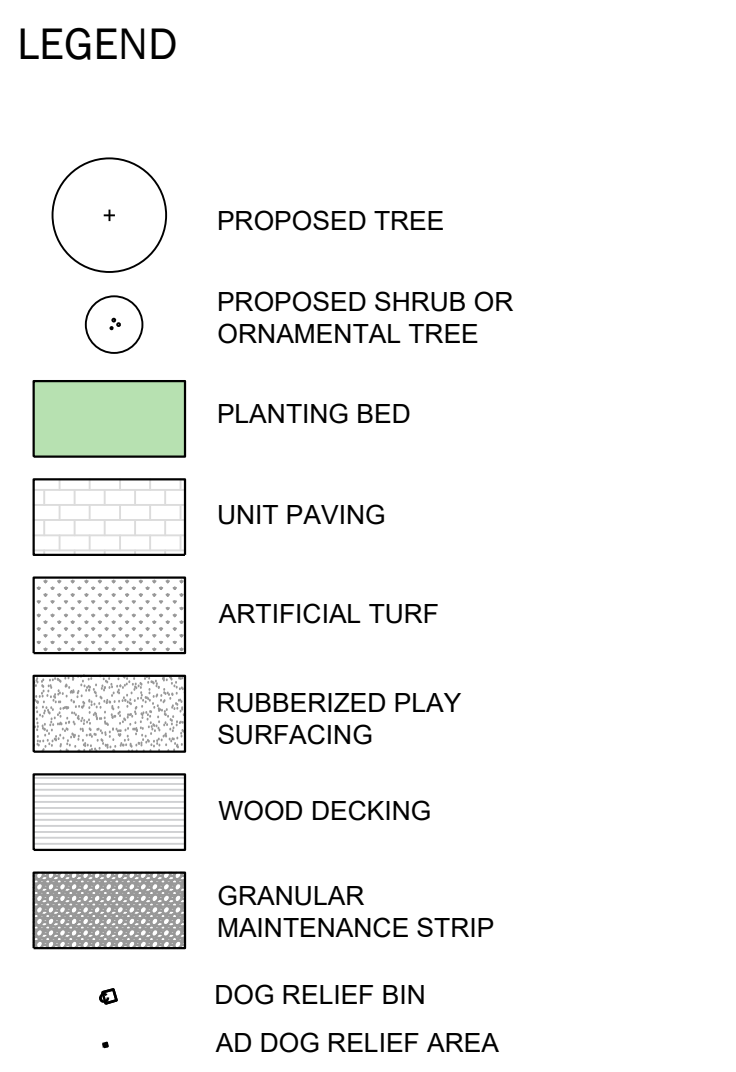 LEGEND
PROPOSED TREE
PROPOSED SHRUB OR
ORNAMENTAL TREE
PLANTING BED
UNIT PAVING
ARTIFICIAL TURF
RUBBERIZED PLAY
SURFACING
WOOD DECKING
GRANULAR
MAINTENANCE STRIP
DOG RELIEF BIN
AD DOG RELIEF AREA